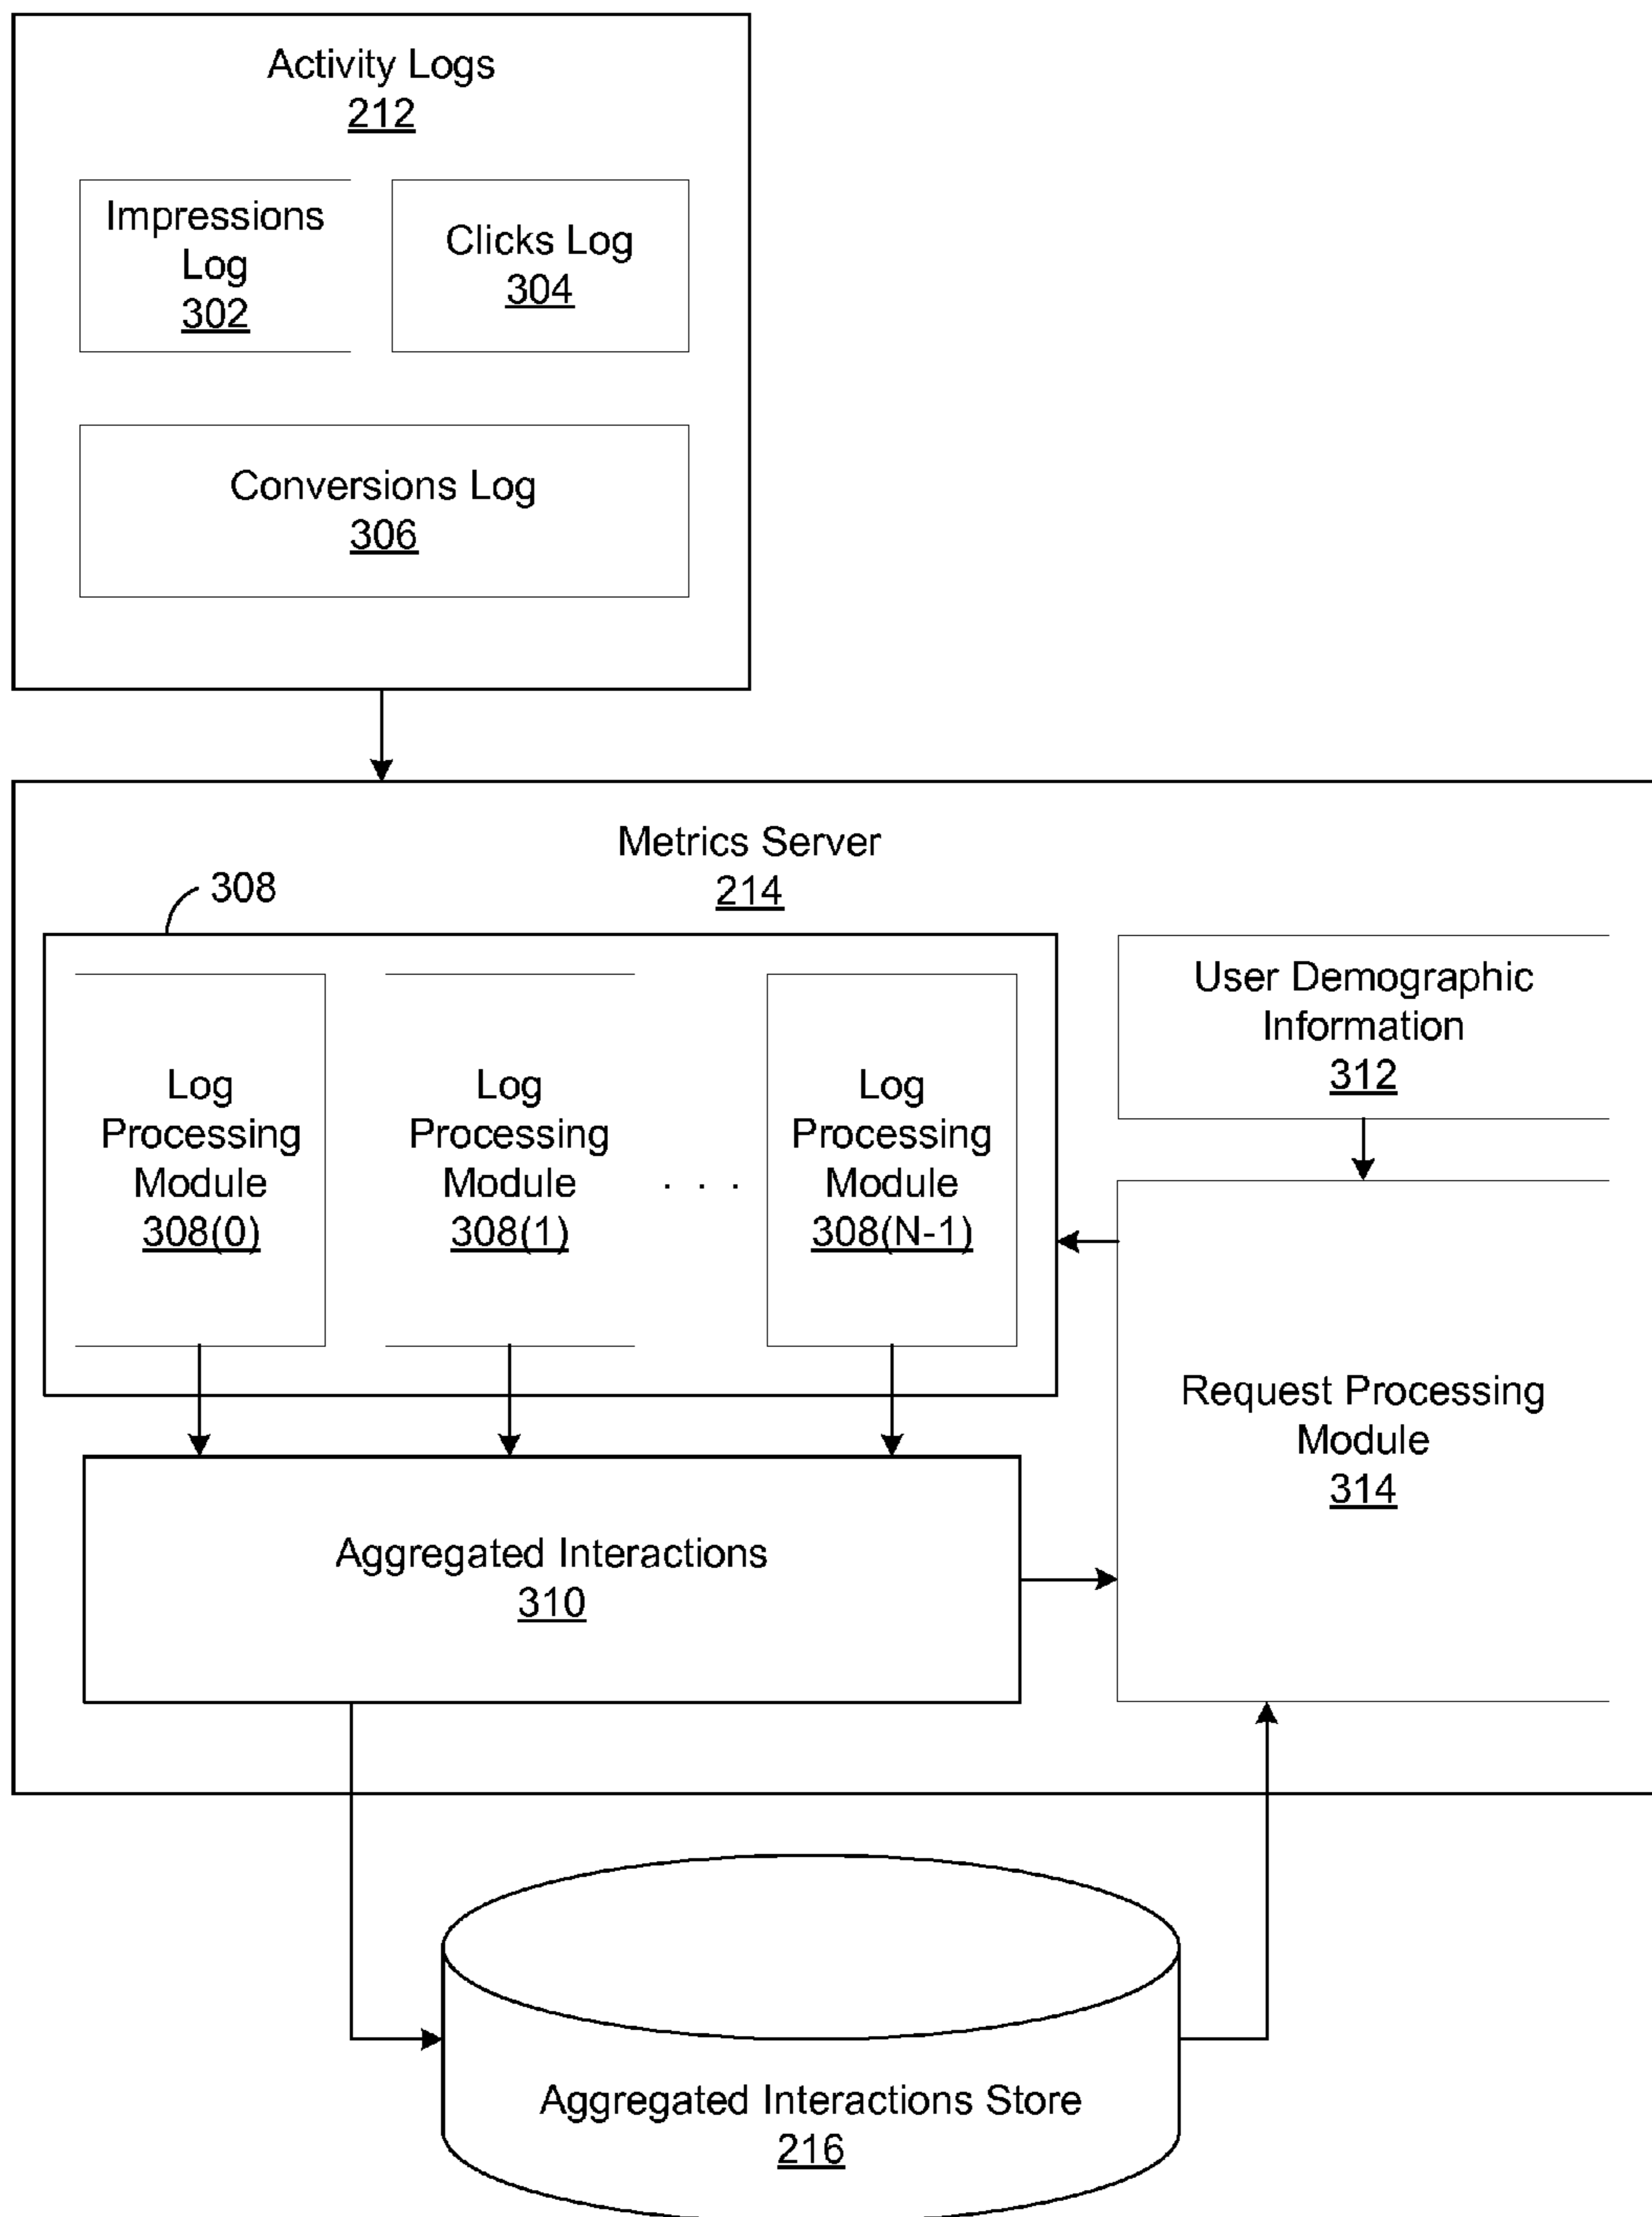 Activity Logs
212
Impressions
Log
302
Clicks Log
304
Conversions Log
306
Metrics Server
214
308
Log
Processing
Module
308(0)
Log
Processing
Module
308(1)
. . .
Log
Processing
Module
308(N-1)
User Demographic
Information
312
Request Processing
Module
314
Aggregated Interactions
310
Aggregated Interactions Store
216